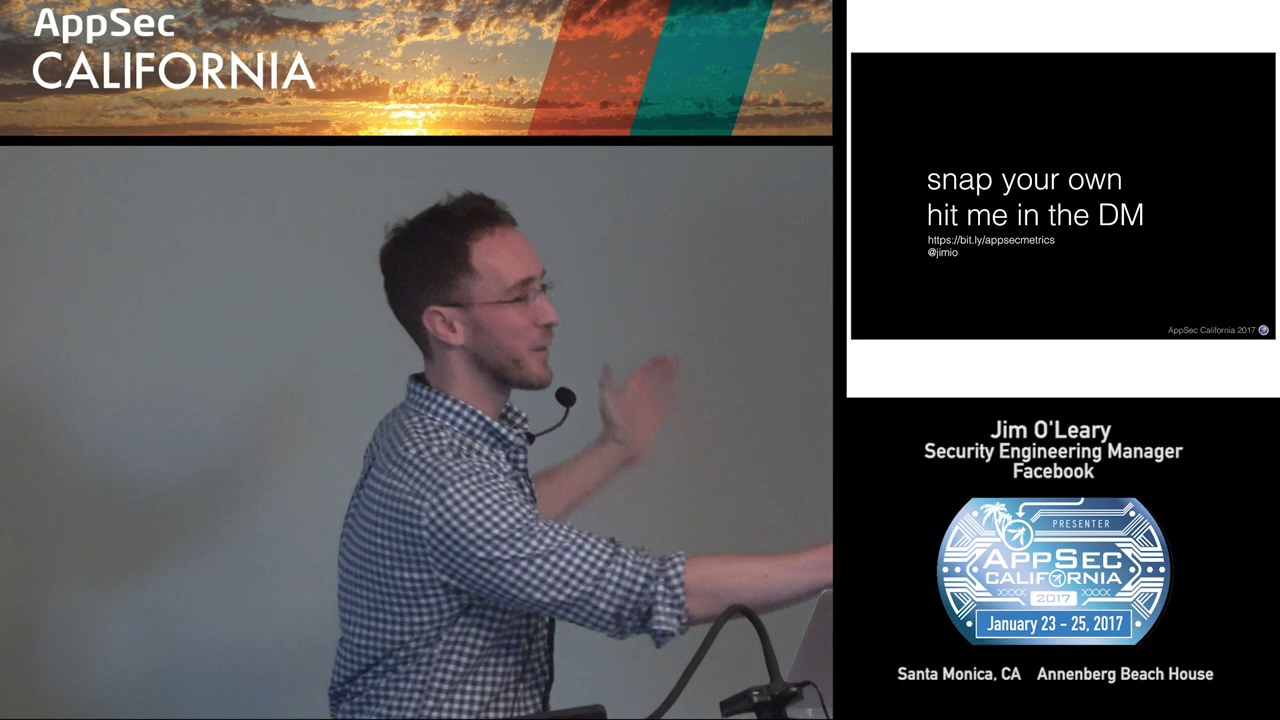 AppSec
CALIFORNIA
snap your own
hit me in the DM
https://bit.ly/appsecmetrics
@jimio
AppSec California 2017
Jim O'Leary
Security Engineering Manager
Facebook
PRESENTER
APPSEC
CALIFORNIA
XXXX 2017 XXXX
January 23 - 25, 2017
Santa Monica, CA Annenberg Beach House